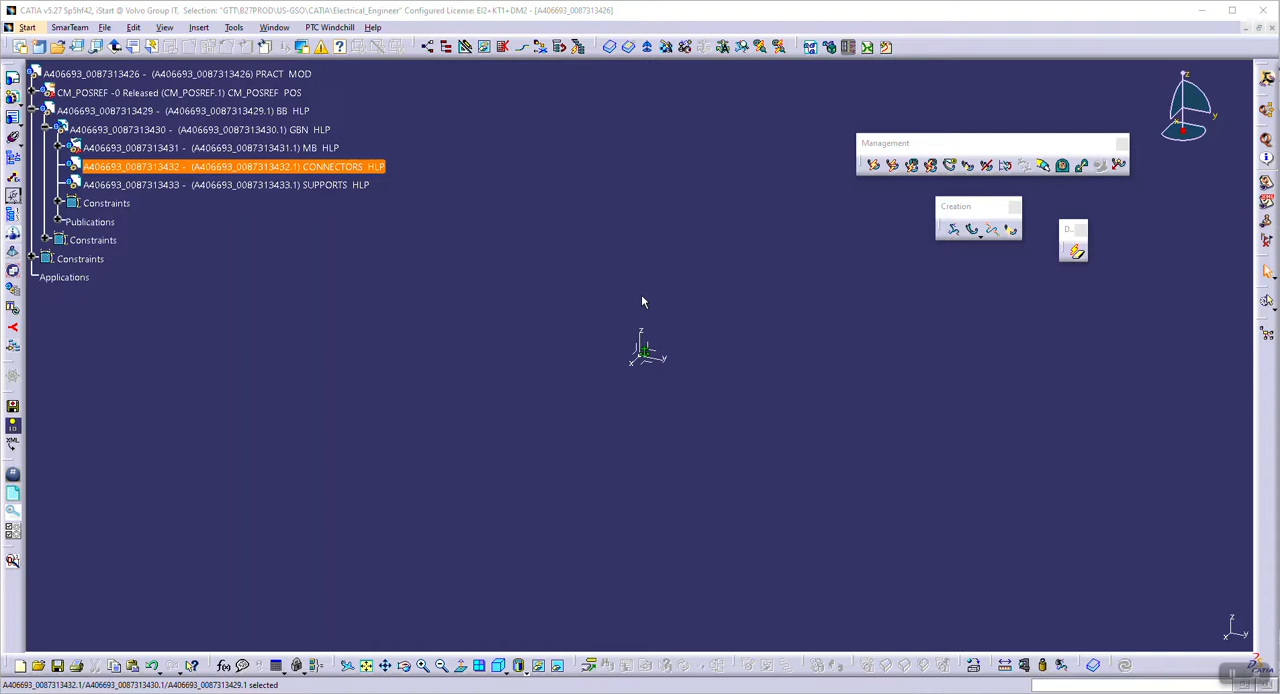 CATIA v5.27 Sp5hf42, iStart @ Volvo Group IT,  Selection: "GTT\B27PROD\US-GSO\CATIA\Electrical_Engineer" Configured License: EI2+KT1+DM2 - [A406693_0087313426]
Start SmarTeam File Edit View Insert Tools Window PTC Windchill Help
A406693_0087313426 - (A406693_0087313426) PRACT MOD
CM_POSREF -0 Released (CM_POSREF.1) CM_POSREF POS
A406693_0087313429 - (A406693_0087313429.1) BB HLP
A406693_0087313430 - (A406693_0087313430.1) GBN HLP
A406693_0087313431 - (A406693_0087313431.1) MB HLP
A406693_0087313432 - (A406693_0087313432.1) CONNECTORS HLP
A406693_0087313433 - (A406693_0087313433.1) SUPPORTS HLP
Constraints
Publications
Constraints
Constraints
Applications
Management
Creation
D...
z
y
x
z
y
x
z
y
x
XML
f(x)
CATIA
A406693_0087313432.1/A406693_0087313430.1/A406693_0087313429.1 selected